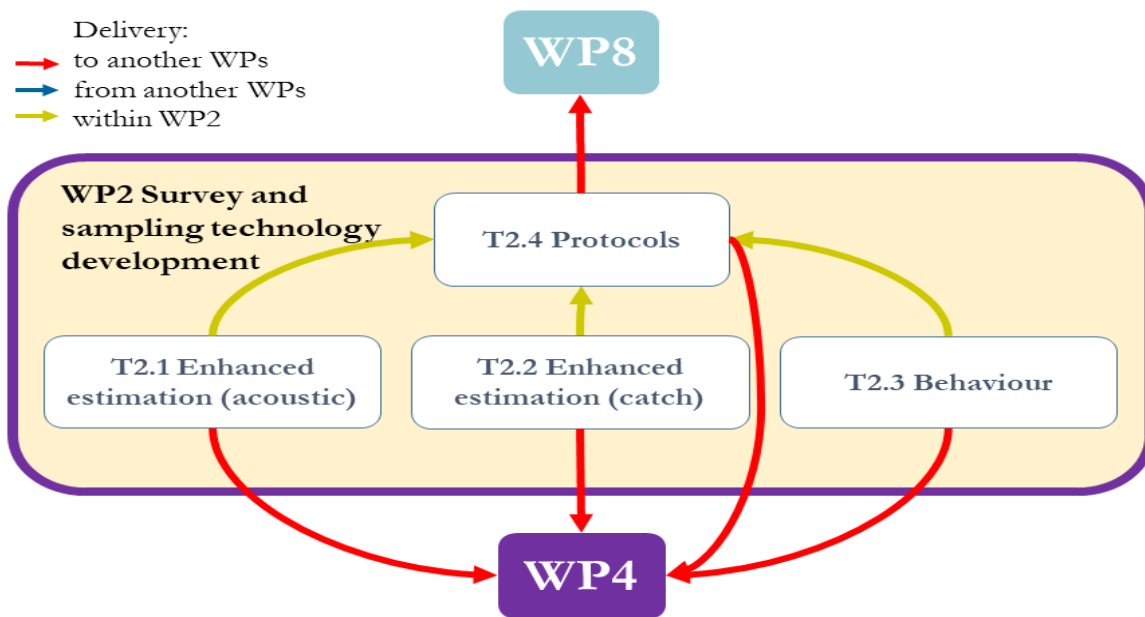 Delivery:
to another WPs
from another WPs
within WP2
WP8
WP2 Survey and
sampling technology
development
T2.4 Protocols
T2.1 Enhanced
estimation (acoustic)
T2.2 Enhanced
estimation (catch)
T2.3 Behaviour
WP4